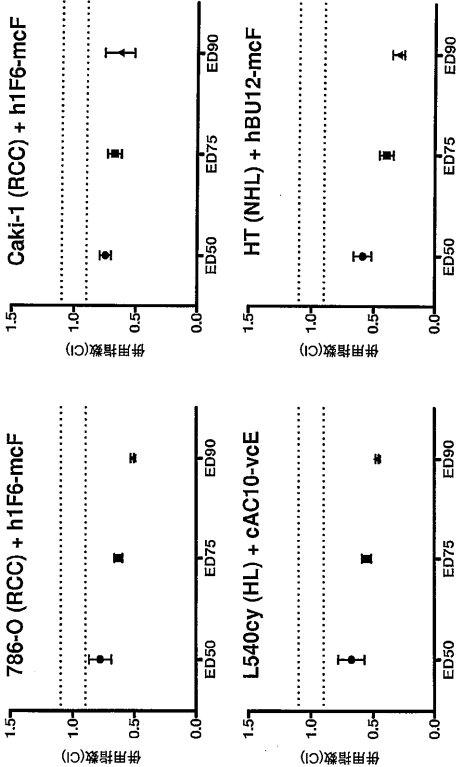 786-O (RCC) + h1F6-mcF
併用指数(CI)
1.5
1.0
0.5
0.0
ED50
ED75
ED90
Caki-1 (RCC) + h1F6-mcF
併用指数(CI)
1.5
1.0
0.5
0.0
ED50
ED75
ED90
L540cy (HL) + cAC10-vcE
併用指数(CI)
1.5
1.0
0.5
0.0
ED50
ED75
ED90
HT (NHL) + hBU12-mcF
併用指数(CI)
1.5
1.0
0.5
0.0
ED50
ED75
ED90